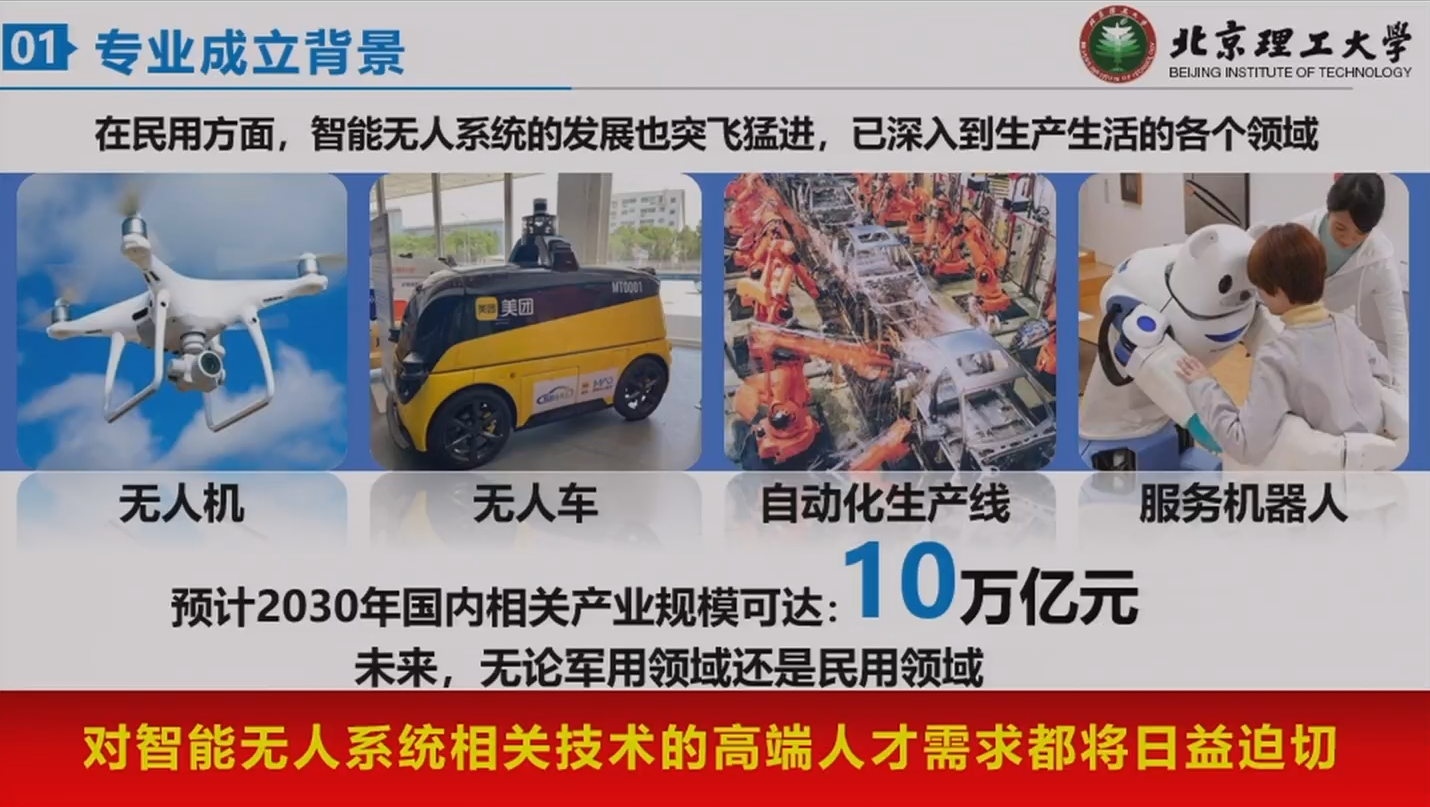 01 专业成立背景
北京理工大学
BEIJING INSTITUTE OF TECHNOLOGY
在民用方面，智能无人系统的发展也突飞猛进，已深入到生产生活的各个领域
美团 美团
MT0001
无人机
无人车
自动化生产线
服务机器人
预计2030年国内相关产业规模可达：10万亿元
未来，无论军用领域还是民用领域
对智能无人系统相关技术的高端人才需求都将日益迫切